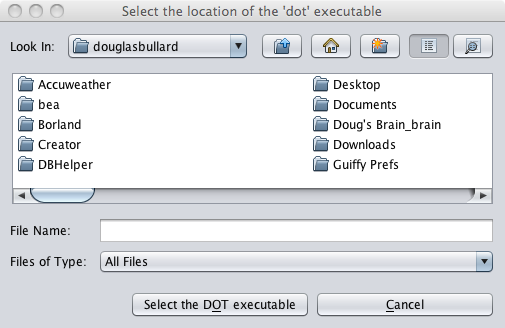 Select the location of the 'dot' executable
Look In: douglasbullard
Accuweather Desktop
bea Documents
Borland Doug's Brain_brain
Creator Downloads
DBHelper Guiffy Prefs
File Name:
Files of Type: All Files
Select the DOT executable Cancel